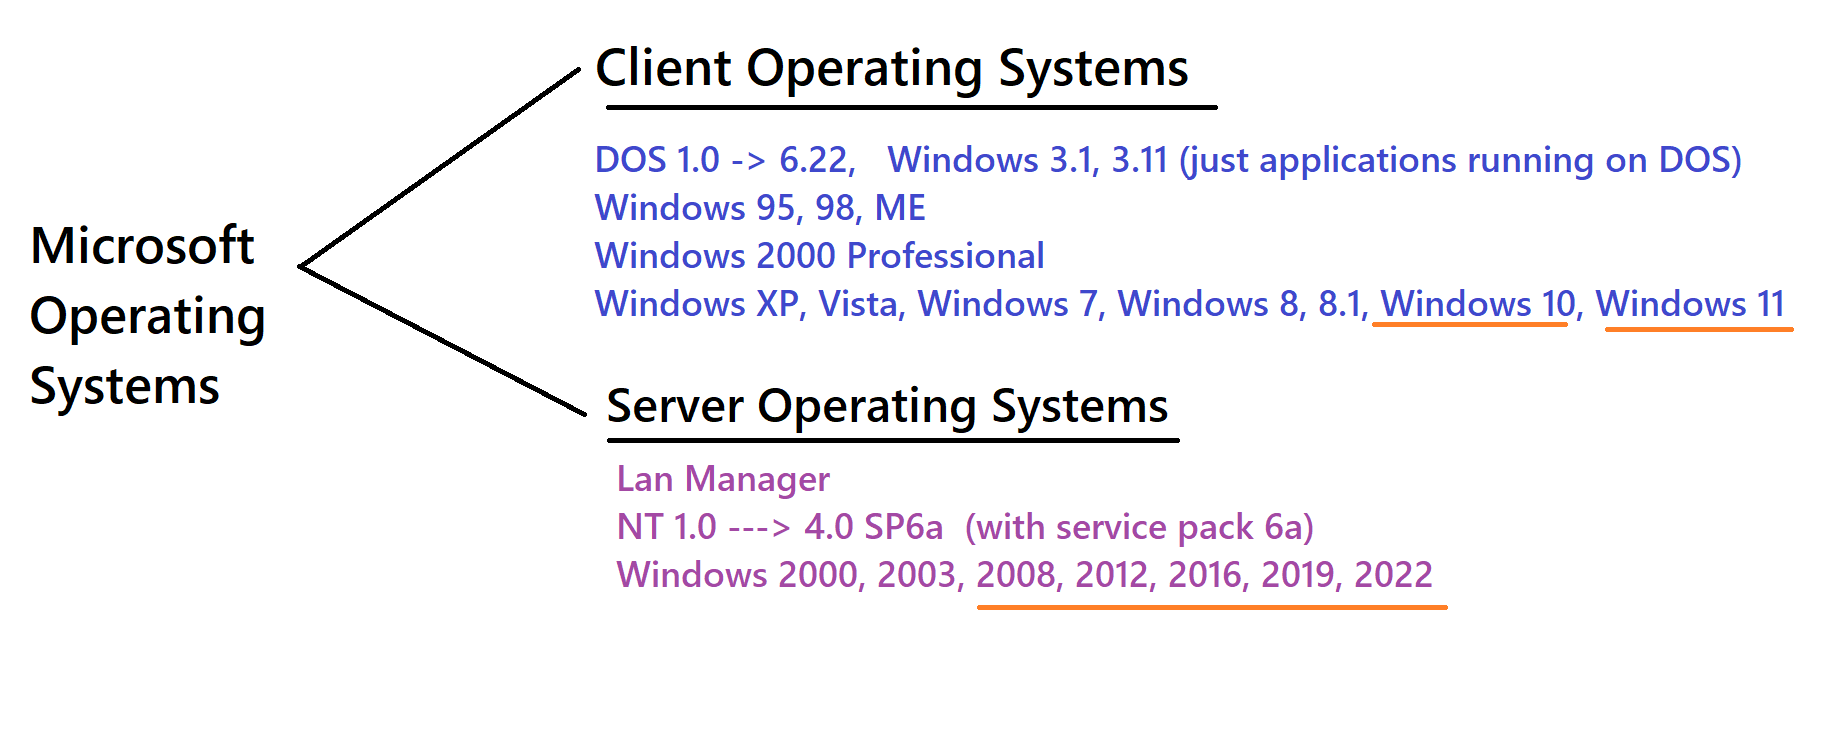 Microsoft
Operating
Systems
Client Operating Systems
DOS 1.0 -> 6.22,   Windows 3.1, 3.11 (just applications running on DOS)
Windows 95, 98, ME
Windows 2000 Professional
Windows XP, Vista, Windows 7, Windows 8, 8.1, Windows 10, Windows 11
Server Operating Systems
Lan Manager
NT 1.0 ---> 4.0 SP6a  (with service pack 6a)
Windows 2000, 2003, 2008, 2012, 2016, 2019, 2022